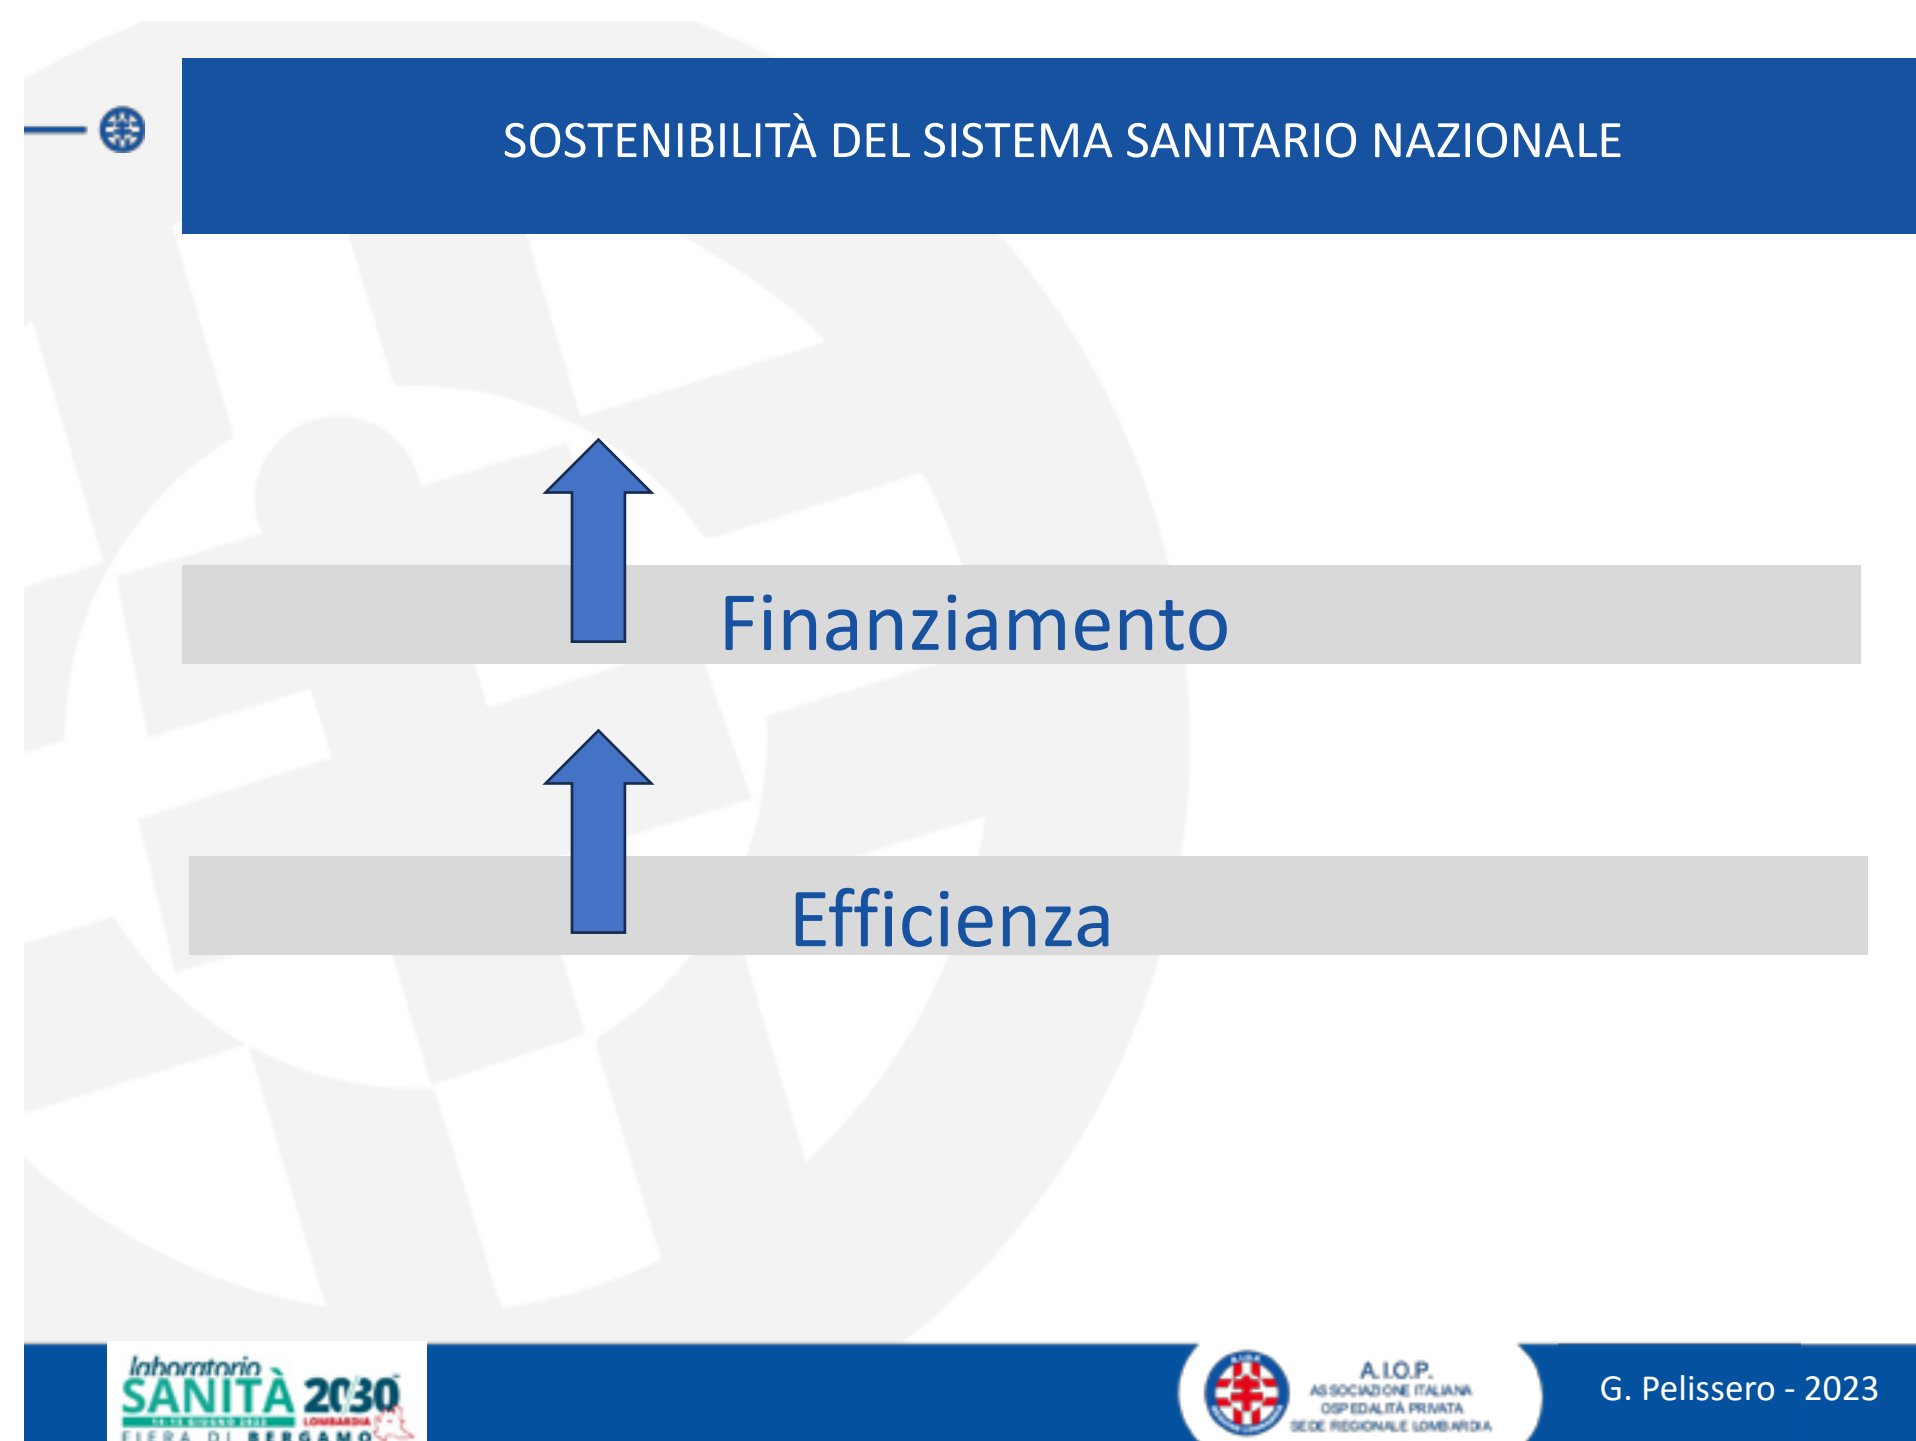 SOSTENIBILITÀ DEL SISTEMA SANITARIO NAZIONALE
Finanziamento
Efficienza
laboratorio
SANITÀ 2030
LOMBARDIA
FIERA DI BERGAMO
A.I.O.P.
ASSOCIAZIONE ITALIANA
OSPEDALITÀ PRIVATA
SEDE REGIONALE LOMBARDIA
G. Pelissero - 2023